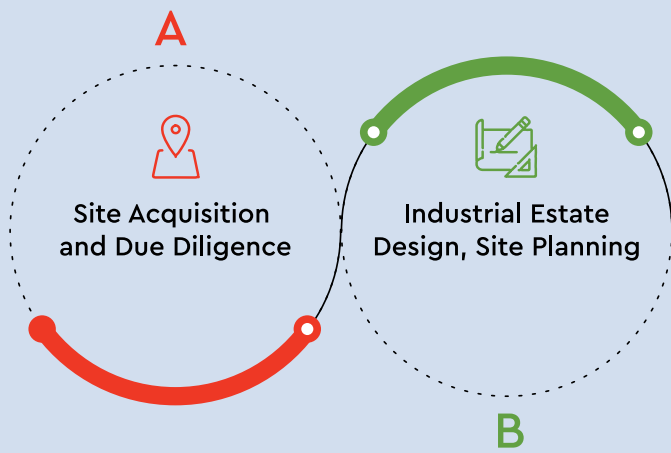 A
Site Acquisition
and Due Diligence
Industrial Estate
Design, Site Planning
B